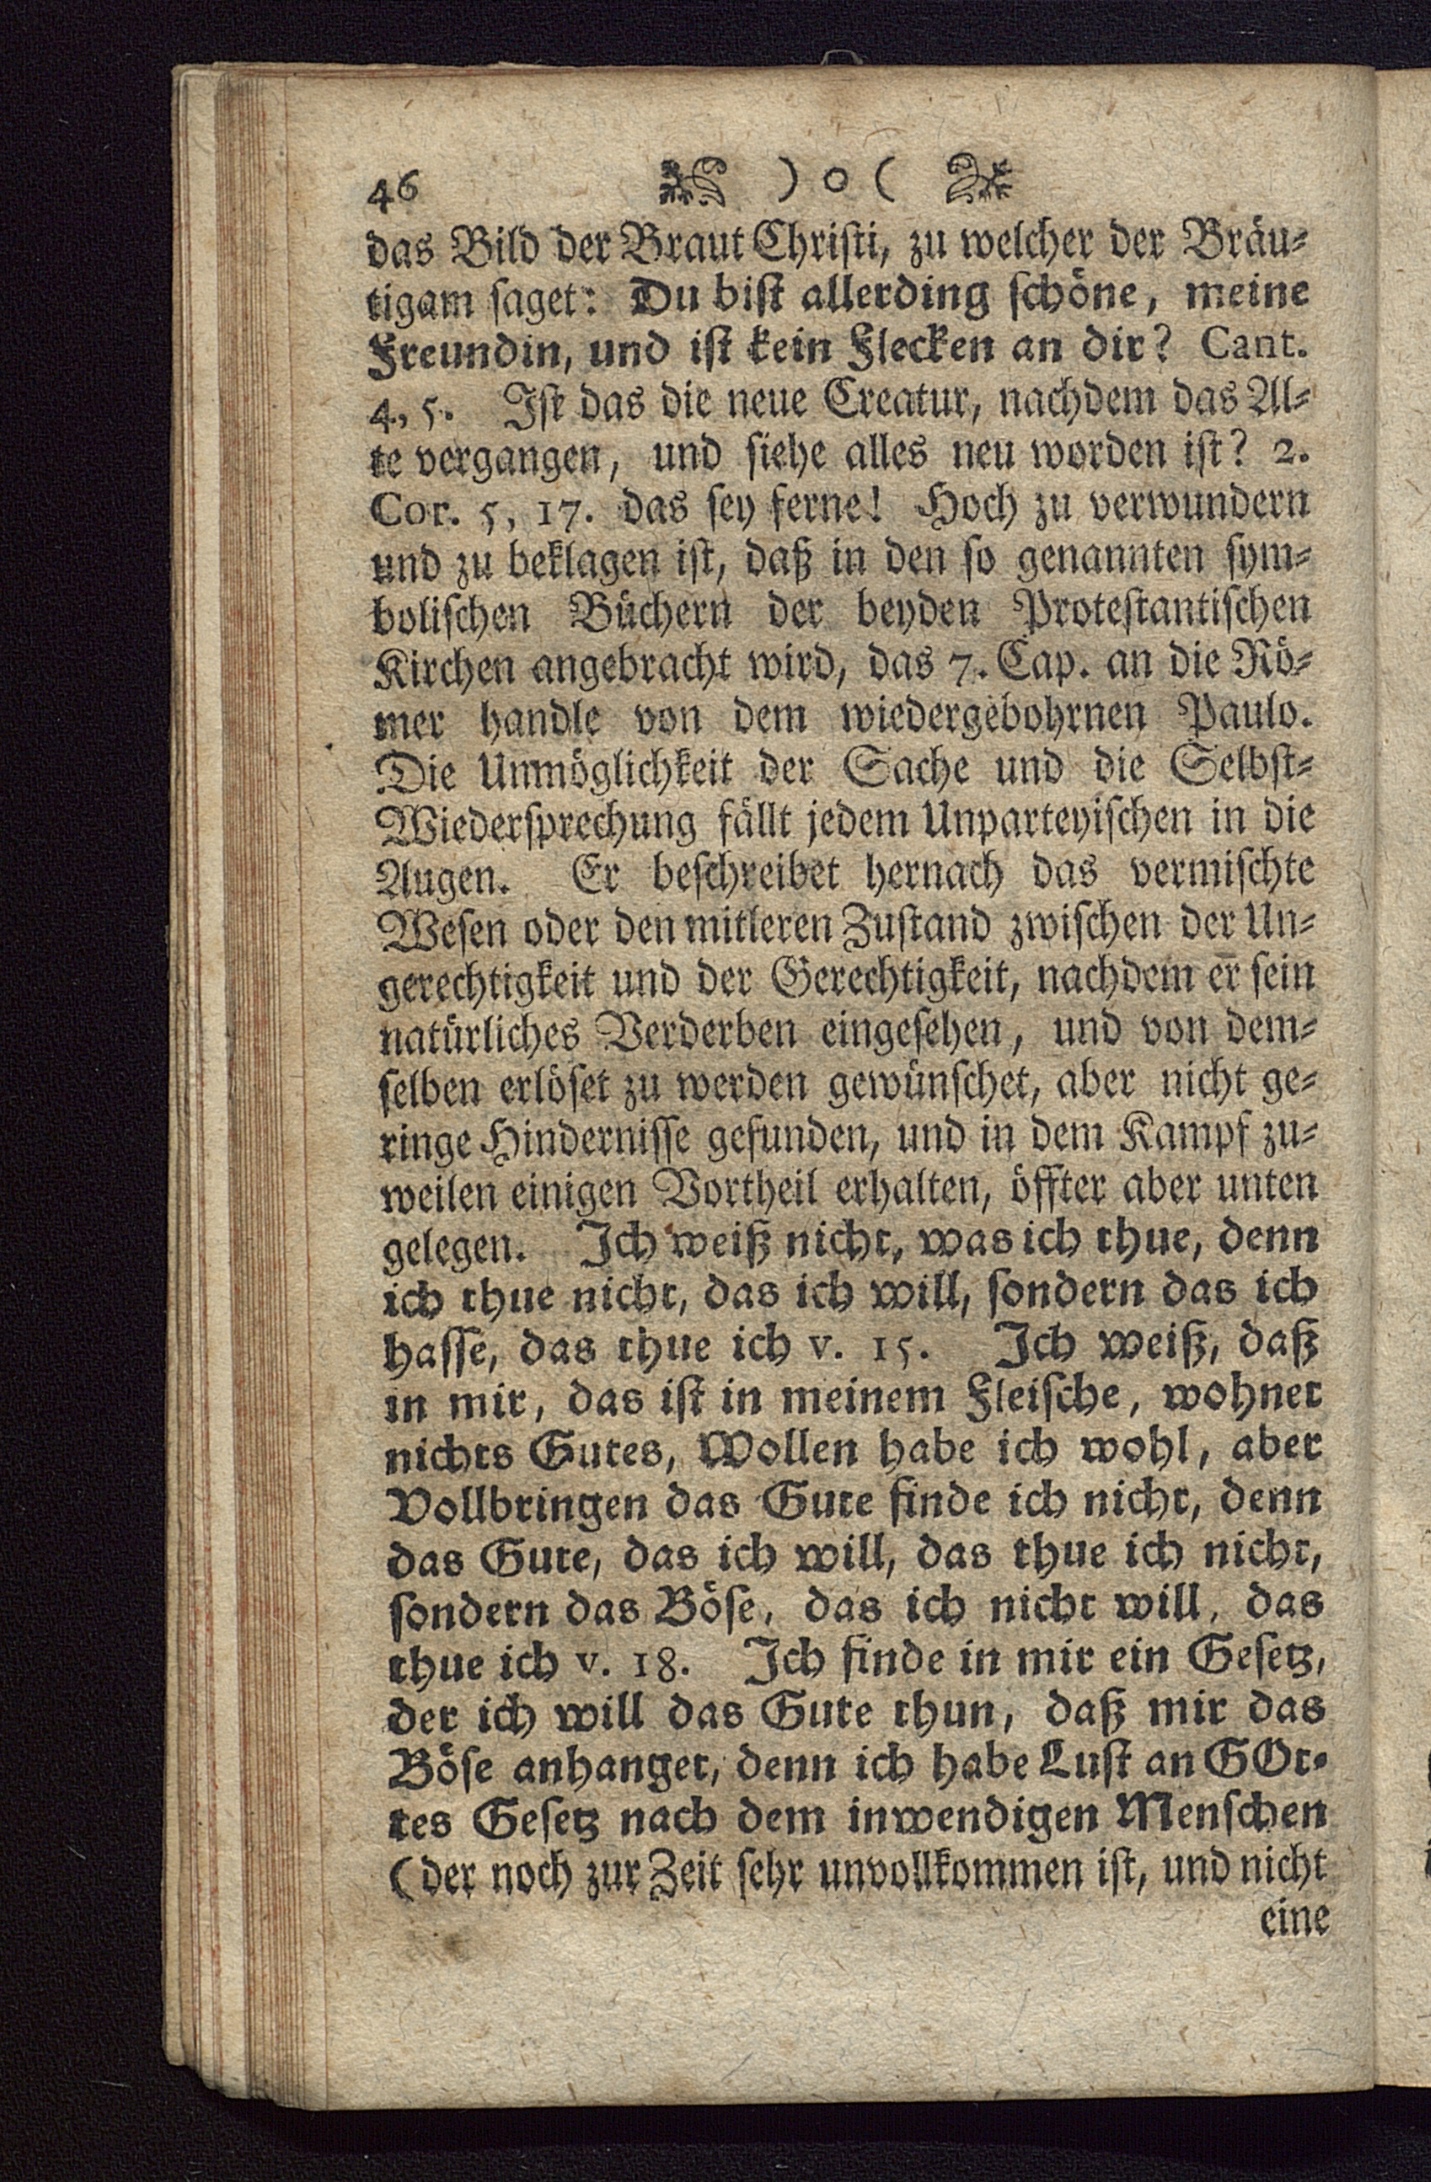 46 ) o (
das Bild der Braut Christi, zu welcher der Bräu-
tigam saget: Du bist allerding schöne, meine
Freundin, und ist kein Flecken an dir? Cant.
4, 5. Ist das die neue Creatur, nachdem das Al-
te vergangen, und siehe alles neu worden ist? 2.
Cor. 5, 17. das sey ferne! Hoch zu verwundern
und zu beklagen ist, daß in den so genannten sym-
bolischen Büchern der beyden Protestantischen
Kirchen angebracht wird, das 7. Cap. an die Rö-
mer handle von dem wiedergebohrnen Paulo.
Die Unmöglichkeit der Sache und die Selbst-
Wiedersprechung fällt jedem Unparteyischen in die
Augen. Er beschreibet hernach das vermischte
Wesen oder den mitleren Zustand zwischen der Un-
gerechtigkeit und der Gerechtigkeit, nachdem er sein
natürliches Verderben eingesehen, und von dem-
selben erlöset zu werden gewünschet, aber nicht ge-
ringe Hindernisse gefunden, und in dem Kampf zu-
weilen einigen Vortheil erhalten, öffter aber unten
gelegen. Ich weiß nicht, was ich thue, denn
ich thue nicht, das ich will, sondern das ich
hasse, das thue ich v. 15. Ich weiß, daß
in mir, das ist in meinem Fleische, wohnet
nichts Gutes, Wollen habe ich wohl, aber
Vollbringen das Gute finde ich nicht, denn
das Gute, das ich will, das thue ich nicht,
sondern das Böse, das ich nicht will, das
thue ich v. 18. Ich finde in mir ein Gesetz,
der ich will das Gute thun, daß mir das
Böse anhanget, denn ich habe Lust an GOt-
tes Gesetz nach dem inwendigen Menschen
(der noch zur Zeit sehr unvollkommen ist, und nicht
eine